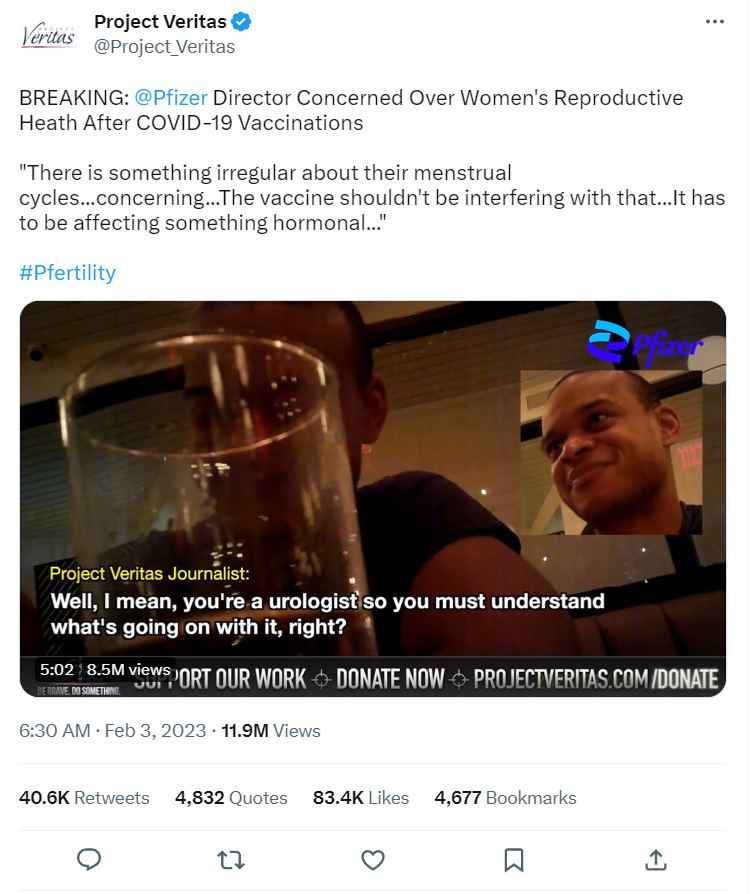 Project Veritas
@Project_Veritas
BREAKING: @Pfizer Director Concerned Over Women's Reproductive
Heath After COVID-19 Vaccinations
"There is something irregular about their menstrual
cycles...concerning...The vaccine shouldn't be interfering with that...It has
to be affecting something hormonal..."
#Pfertility
Pfizer
Project Veritas Journalist:
Well, I mean, you're a urologist so you must understand
what's going on with it, right?
5:02 8.5M views
SUPPORT OUR WORK DONATE NOW PROJECTVERITAS.COM/DONATE
BE BRAVE. DO SOMETHING.
6:30 AM · Feb 3, 2023 · 11.9M Views
40.6K Retweets 4,832 Quotes 83.4K Likes 4,677 Bookmarks